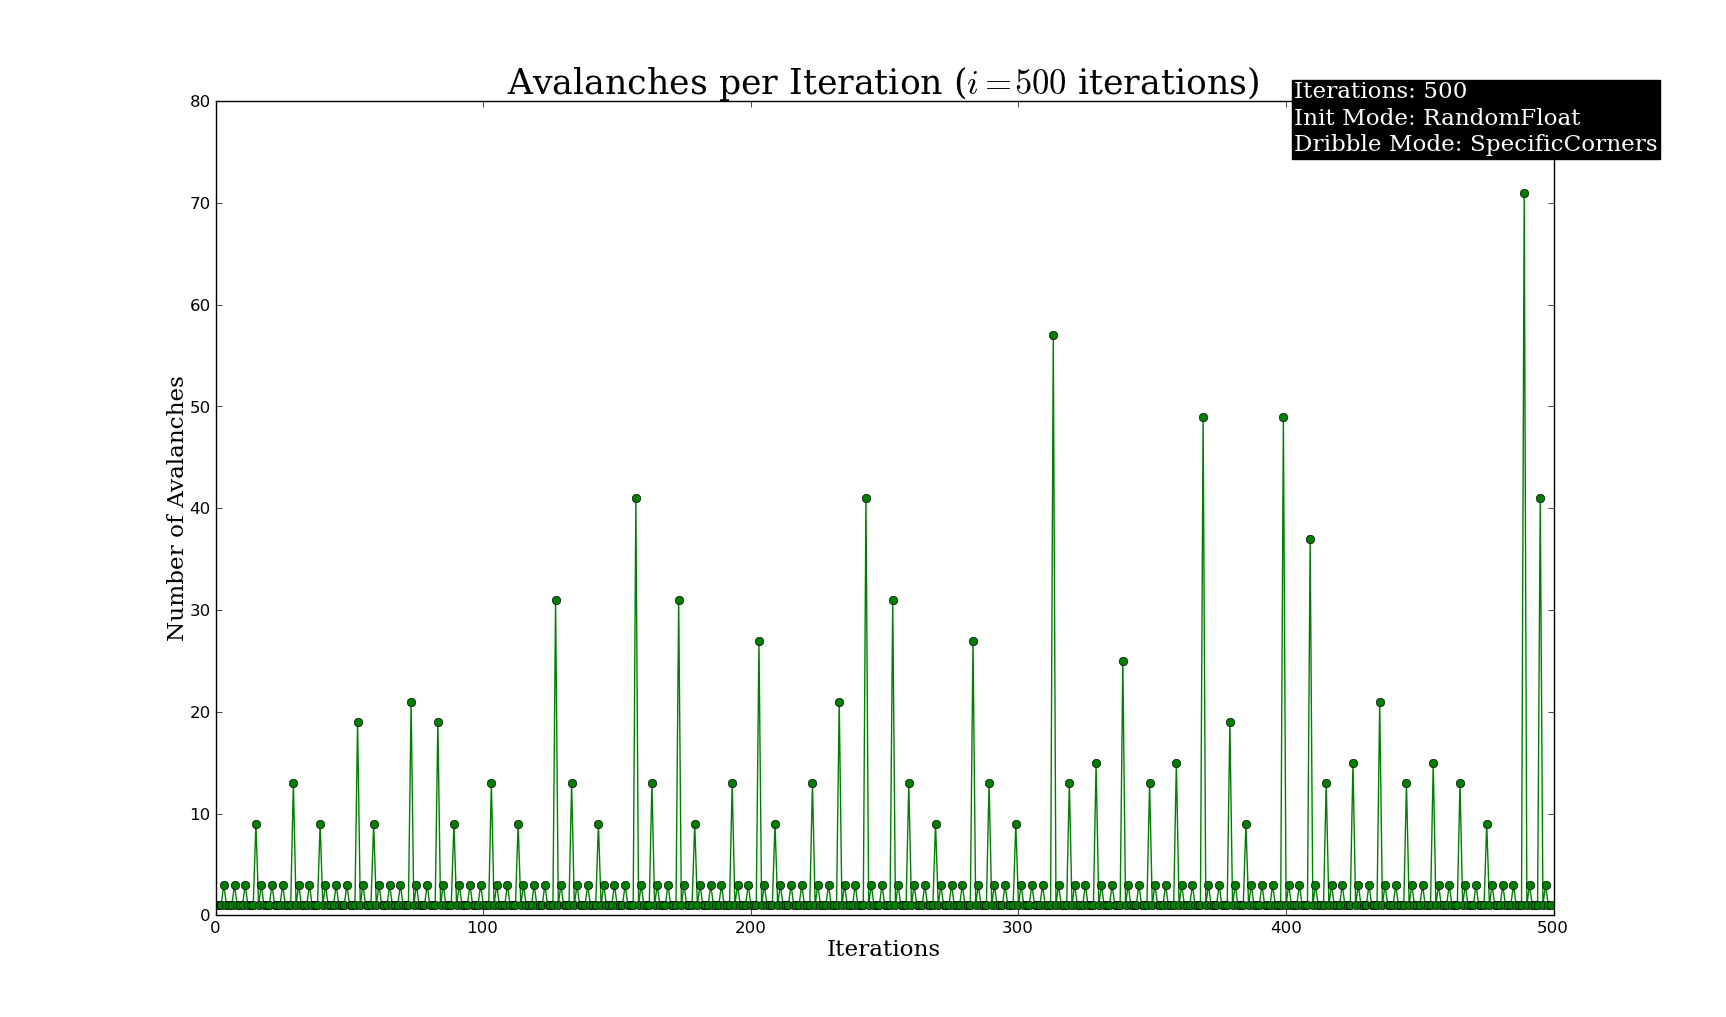 Avalanches per Iteration (i = 500 iterations)
Iterations: 500
Init Mode: RandomFloat
Dribble Mode: SpecificCorners
80
70
60
50
40
30
20
10
0
Number of Avalanches
0 100 200 300 400 500
Iterations